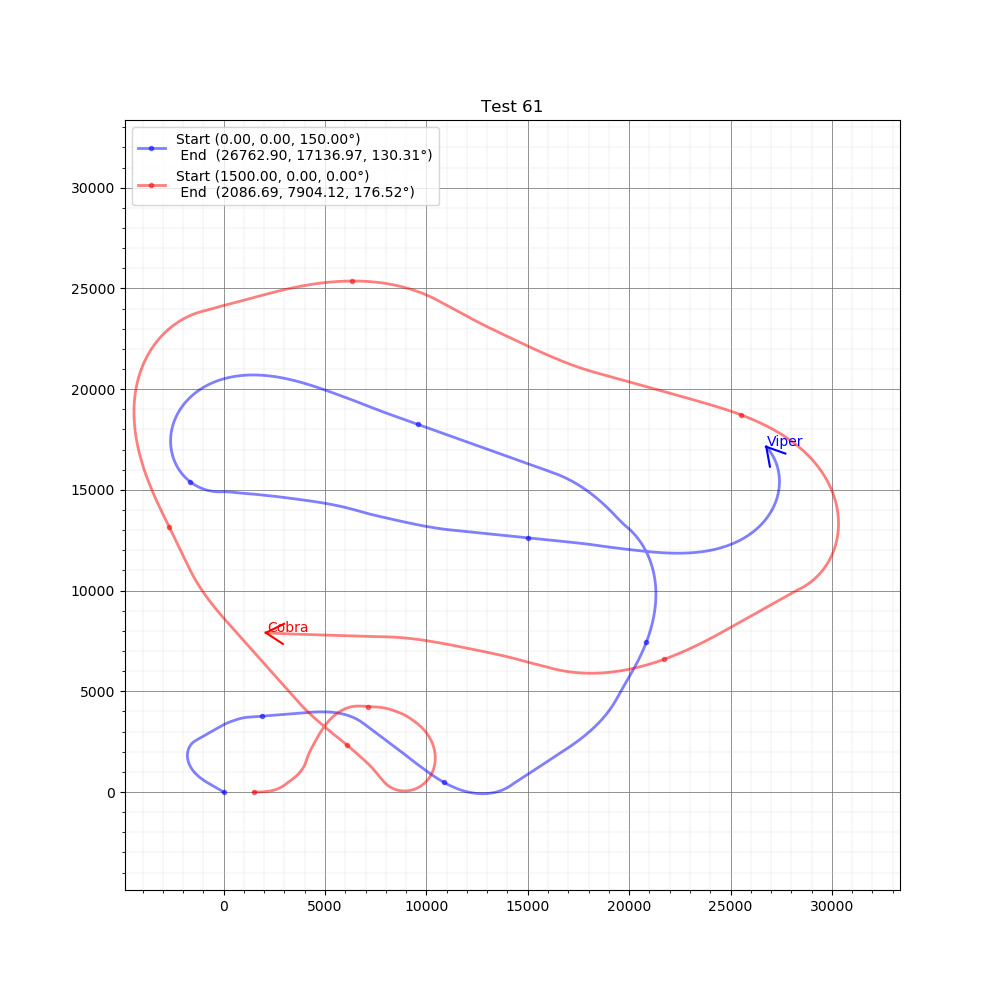 Test 61
Start (0.00, 0.00, 150.00°)
End (26762.90, 17136.97, 130.31°)
Start (1500.00, 0.00, 0.00°)
End (2086.69, 7904.12, 176.52°)
30000
25000
20000
15000
10000
5000
0
Viper
Cobra
0 5000 10000 15000 20000 25000 30000